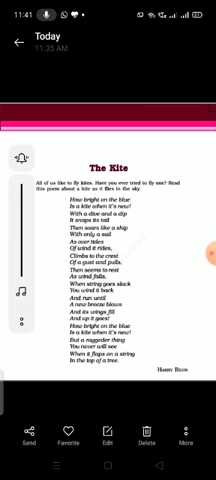 11:41
Today
11:35 AM
The Kite
All of us like to fly kites. Have you ever tried to fly one? Read
this poem about a kite as it flies in the sky.
How bright on the blue
Is a kite when it's new!
With a dive and a dip
It snaps its tail
Then soars like a ship
With only a sail
As over tides
Of wind it rides,
Climbs to the crest
Of a gust and pulls,
Then seems to rest
As wind falls.
When string goes slack
You wind it back
And run until
A new breeze blows
And its wings fill
And up it goes!
How bright on the blue
Is a kite when it's new!
But a raggeder thing
You never will see
When it flaps on a string
In the top of a tree.
HARRY BEHN
Send
Favorite
Edit
Delete
More